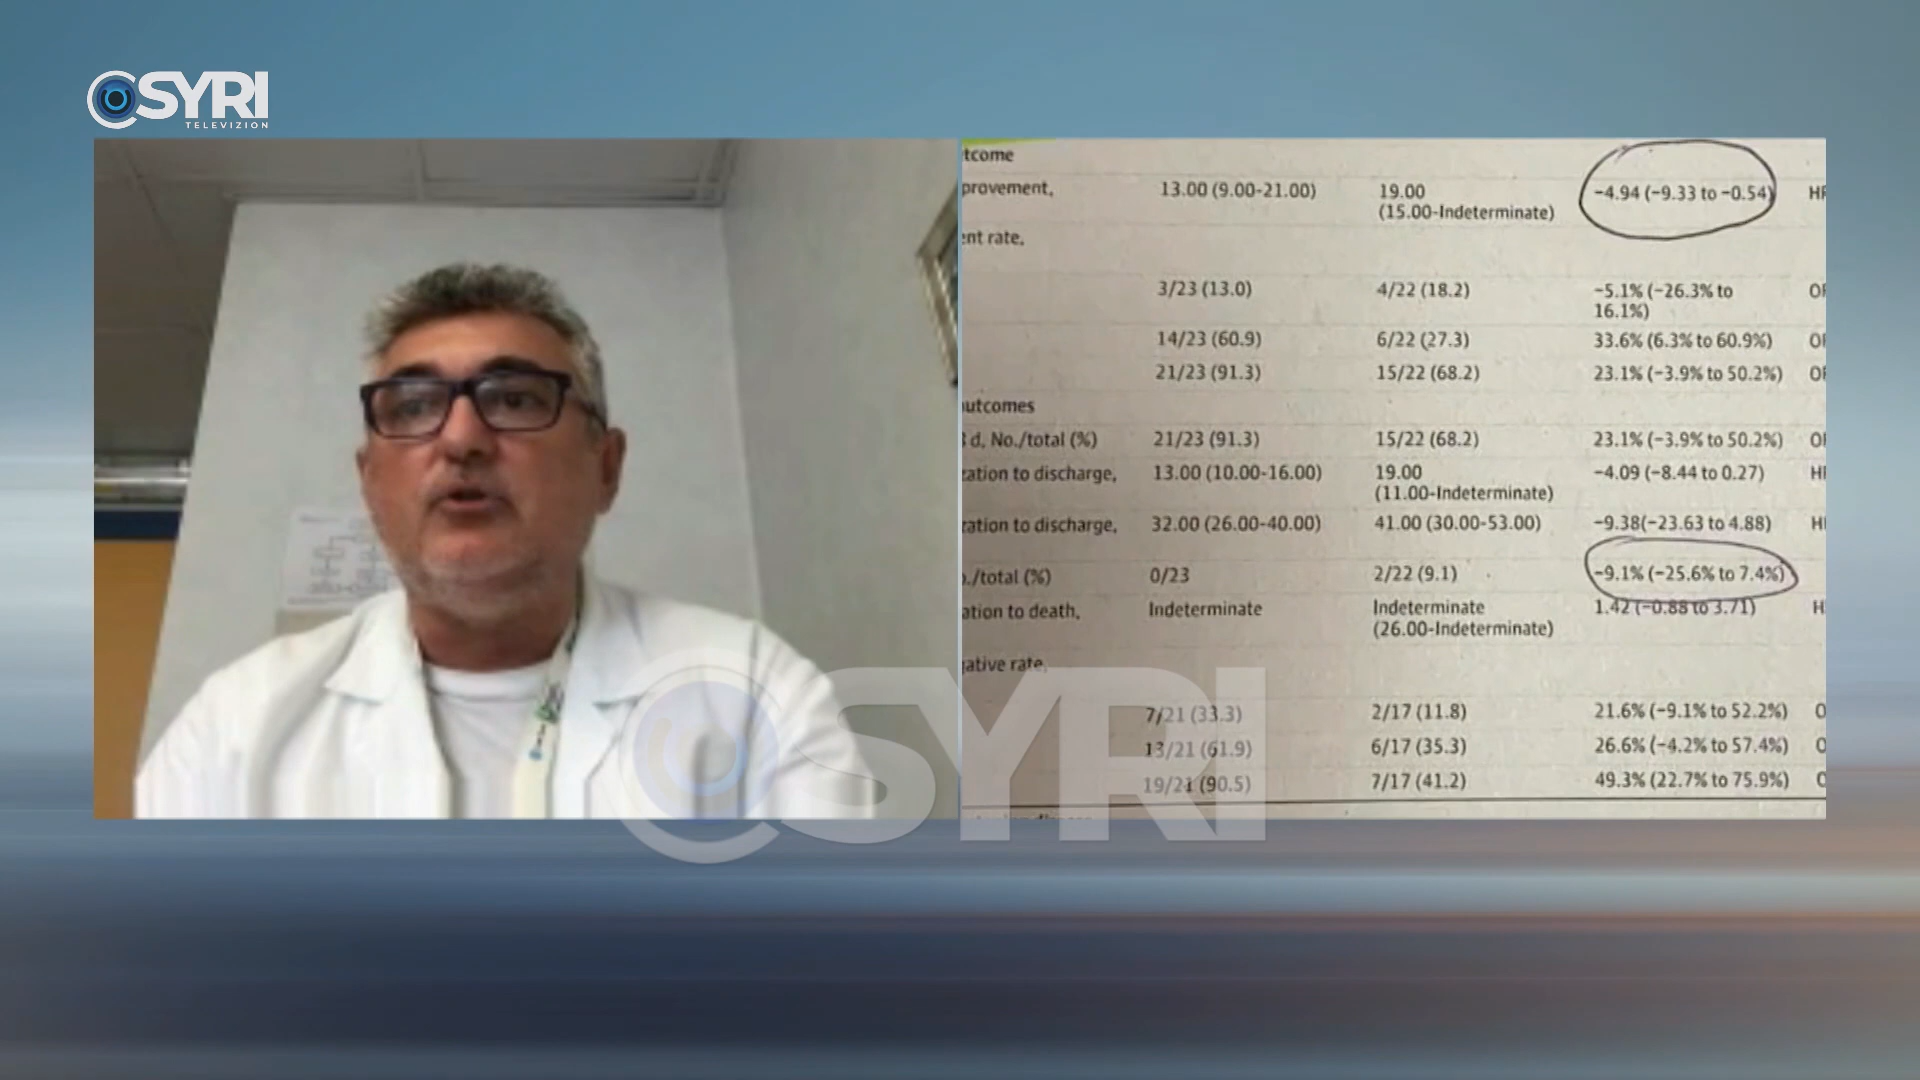 SYRI
TELEVIZION
tcome
provement, 13.00 (9.00-21.00) 19.00 −4.94 (−9.33 to −0.54)
(15.00-Indeterminate)
ent rate,
3/23 (13.0) 4/22 (18.2) −5.1% (−26.3% to
16.1%)
14/23 (60.9) 6/22 (27.3) 33.6% (6.3% to 60.9%)
21/23 (91.3) 15/22 (68.2) 23.1% (−3.9% to 50.2%)
utcomes
d, No./total (%) 21/23 (91.3) 15/22 (68.2) 23.1% (−3.9% to 50.2%)
ation to discharge, 13.00 (10.00-16.00) 19.00 −4.09 (−8.44 to 0.27)
(11.00-Indeterminate)
ation to discharge, 32.00 (26.00-40.00) 41.00 (30.00-53.00) −9.38(−23.63 to 4.88)
./total (%) 0/23 2/22 (9.1) −9.1% (−25.6% to 7.4%)
ation to death, Indeterminate Indeterminate 1.42 (−0.88 to 3.71) H
(26.00-Indeterminate)
gative rate,
7/21 (33.3) 2/17 (11.8) 21.6% (−9.1% to 52.2%)
13/21 (61.9) 6/17 (35.3) 26.6% (−4.2% to 57.4%)
19/21 (90.5) 7/17 (41.2) 49.3% (22.7% to 75.9%)
SYRI